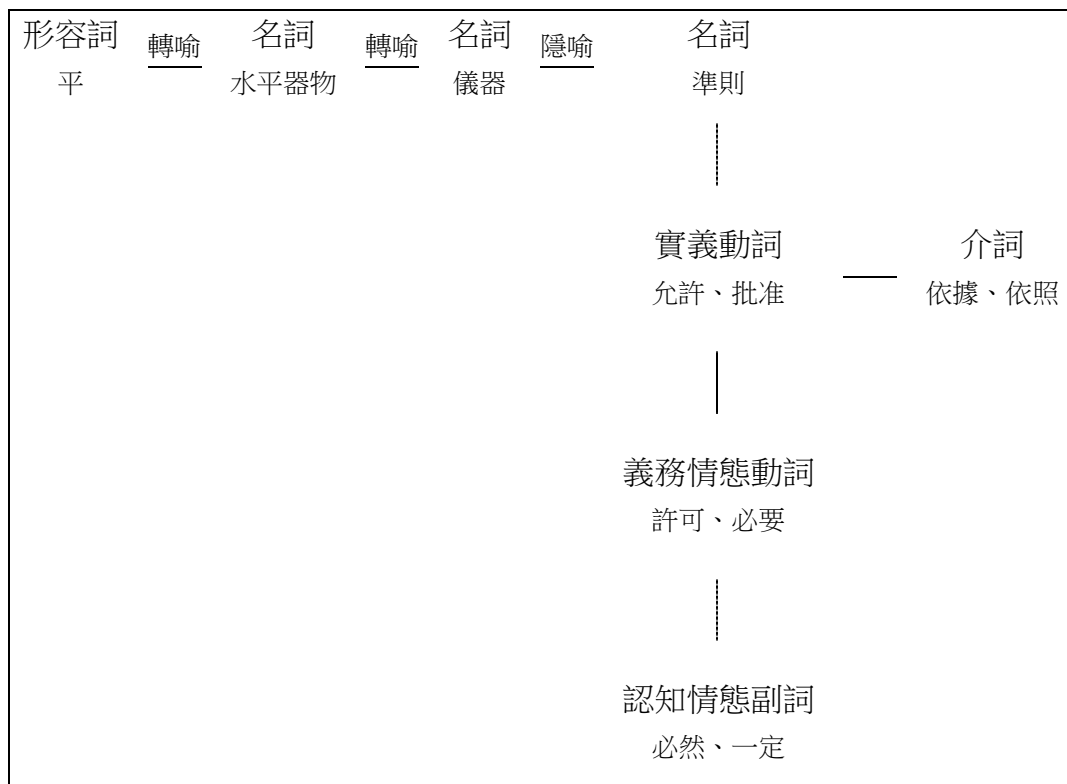 形容詞 轉喻 名詞 轉喻 名詞 隱喻 名詞
平 水平器物 儀器 準則
實義動詞 介詞
允許、批准 依據、依照
義務情態動詞
許可、必要
認知情態副詞
必然、一定